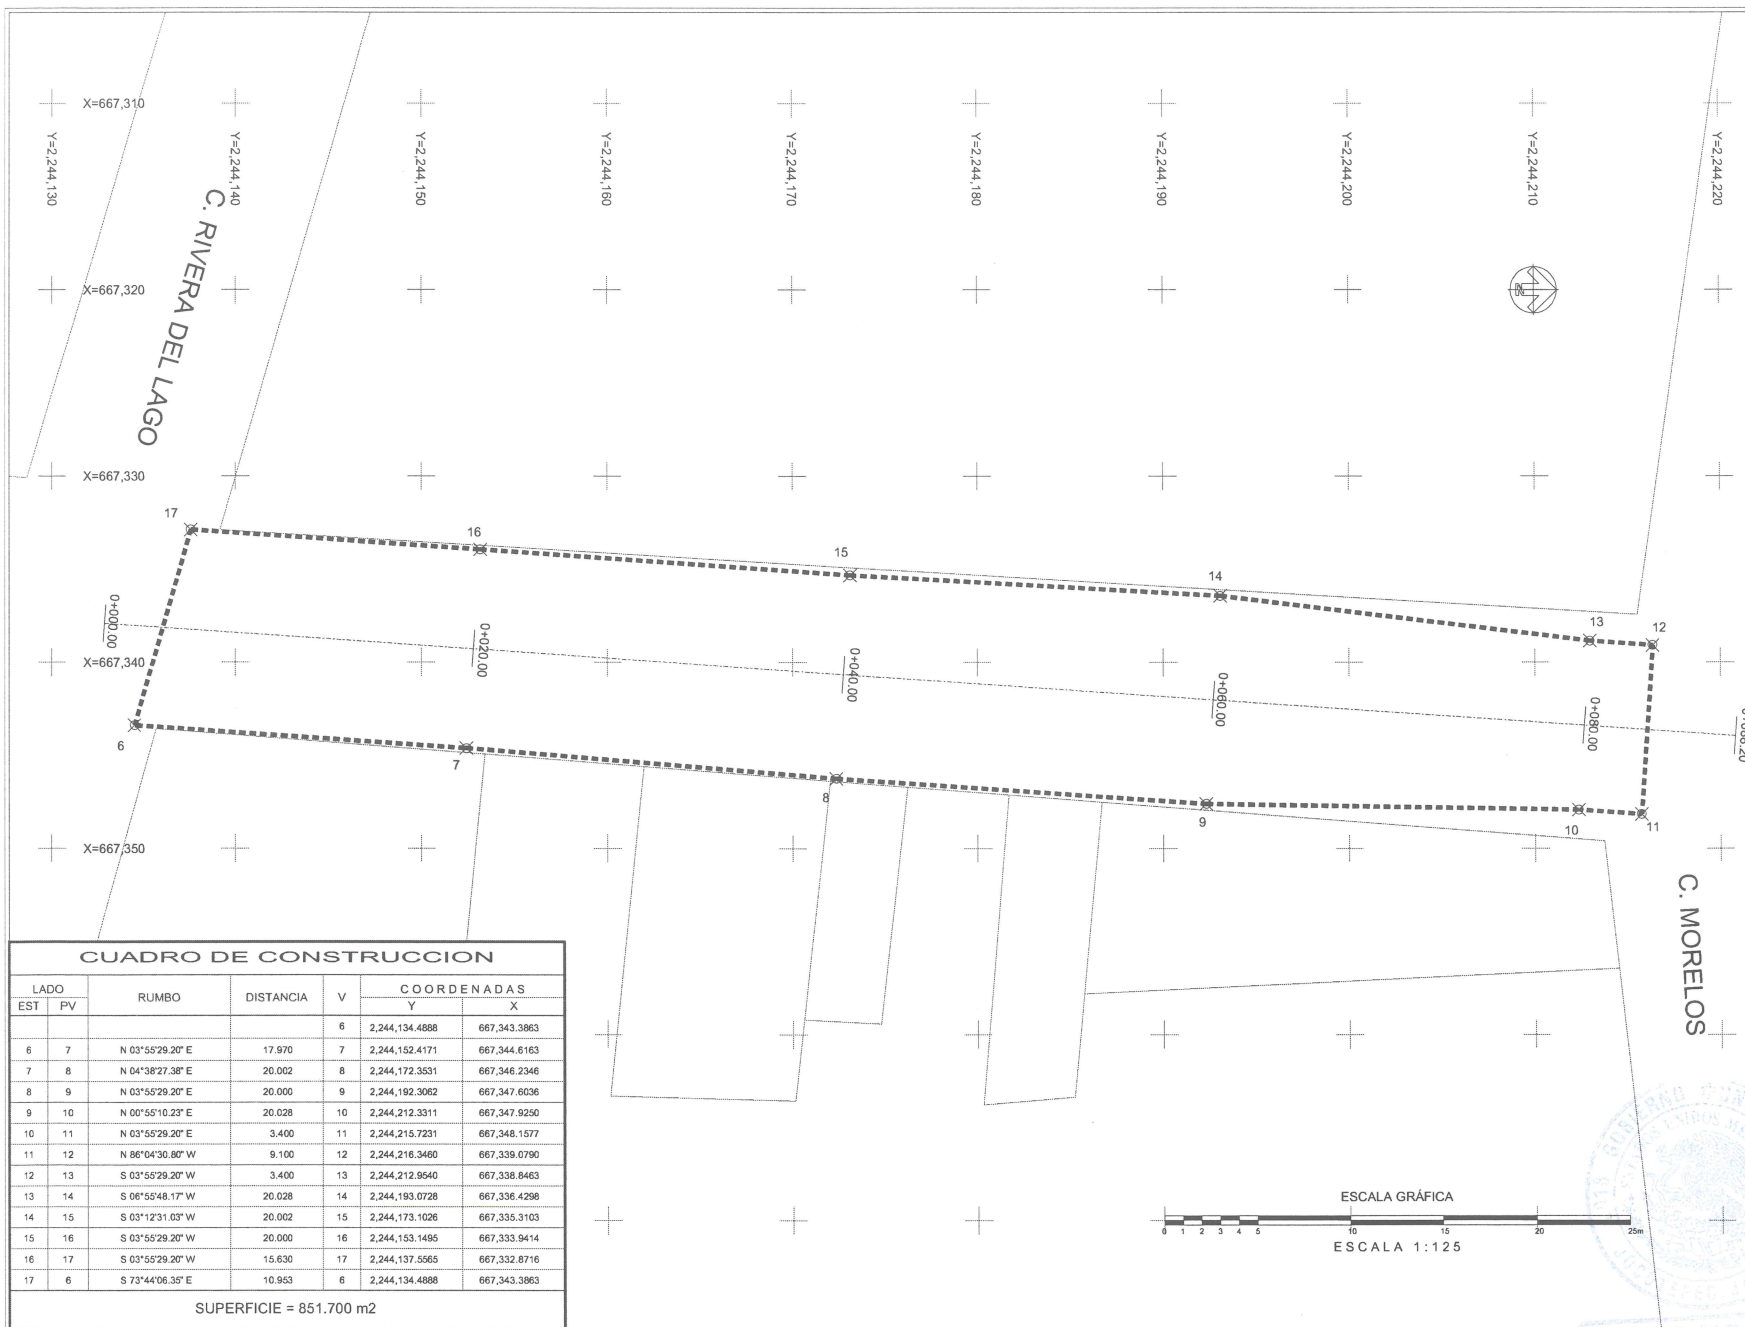 X=667,310
Y=2,244,130
Y=2,244,140
Y=2,244,150
Y=2,244,160
Y=2,244,170
Y=2,244,180
Y=2,244,190
Y=2,244,200
Y=2,244,210
Y=2,244,220
C. RIVERA DEL LAGO
X=667,320
N
X=667,330
17
16
15
14
13
12
0+000.00
0+020.00
0+040.00
0+060.00
0+080.00
X=667,340
6
7
8
9
10
11
X=667,350
C. MORELOS
CUADRO DE CONSTRUCCION
LADO RUMBO DISTANCIA V COORDENADAS
EST PV Y X
6 2,244,134.4888 667,343.3863
6 7 N 03°55'29.20" E 17.970 7 2,244,152.4171 667,344.6163
7 8 N 04°38'27.38" E 20.002 8 2,244,172.3531 667,346.2346
8 9 N 03°55'29.20" E 20.000 9 2,244,192.3062 667,347.6036
9 10 N 00°55'10.23" E 20.028 10 2,244,212.3311 667,347.9250
10 11 N 03°55'29.20" E 3.400 11 2,244,215.7231 667,348.1577
11 12 N 86°04'30.80" W 9.100 12 2,244,216.3460 667,339.0790
12 13 S 03°55'29.20" W 3.400 13 2,244,212.9540 667,338.8463
13 14 S 06°55'48.17" W 20.028 14 2,244,193.0728 667,336.4298
14 15 S 03°12'31.03" W 20.002 15 2,244,173.1026 667,335.3103
15 16 S 03°55'29.20" W 20.000 16 2,244,153.1495 667,333.9414
16 17 S 03°55'29.20" W 15.630 17 2,244,137.5565 667,332.8716
17 6 S 73°44'06.35" E 10.953 6 2,244,134.4888 667,343.3863
SUPERFICIE = 851.700 m2
ESCALA GRÁFICA
0 1 2 3 4 5 10 15 20 25m
ESCALA 1:125